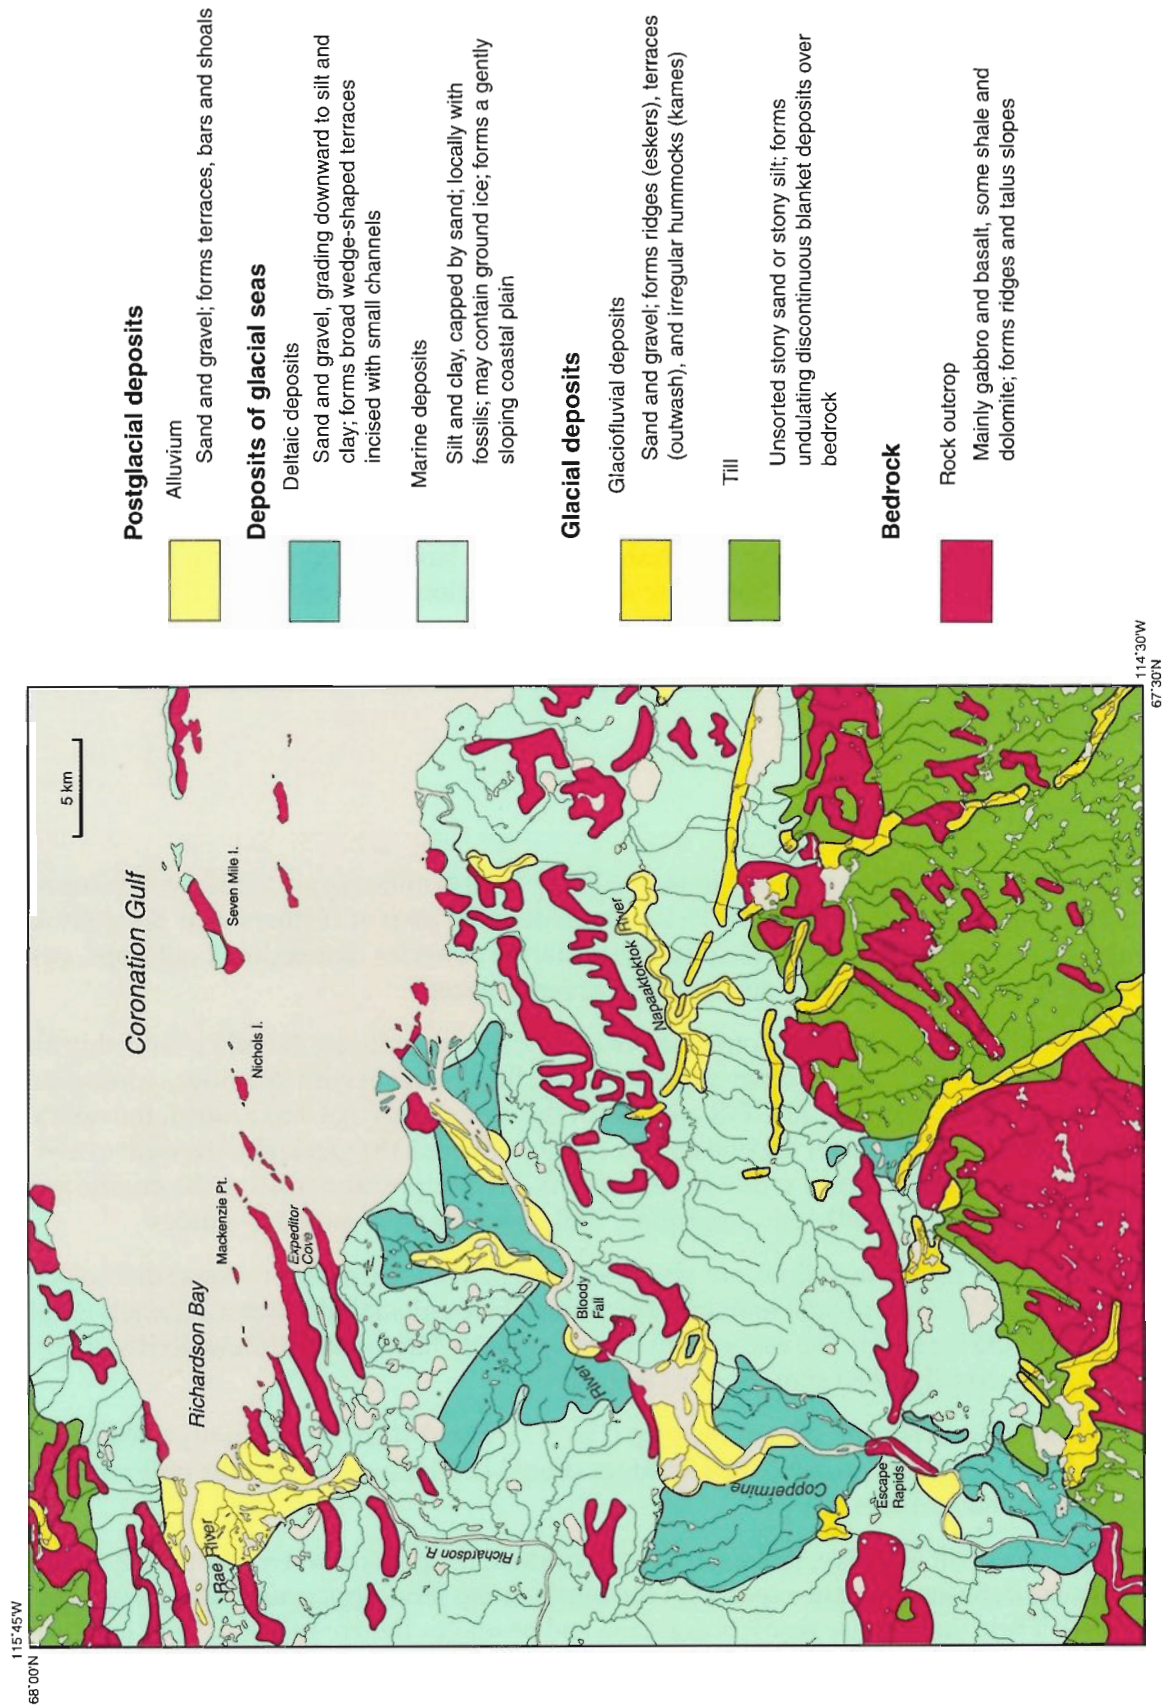 115°45'W
68°00'N
Coronation Gulf
5 km
Richardson Bay
Mackenzie Pt.
Nichols I.
Seven Mile I.
Expeditor
Cove
Rae River
Richardson R.
Bloody
Fall
River
Napaaktoktok River
Coppermine
Escape
Rapids
114°30'W
67°30'N
Postglacial deposits
Alluvium
Sand and gravel; forms terraces, bars and shoals
Deposits of glacial seas
Deltaic deposits
Sand and gravel, grading downward to silt and
clay; forms broad wedge-shaped terraces
incised with small channels
Marine deposits
Silt and clay, capped by sand; locally with
fossils; may contain ground ice; forms a gently
sloping coastal plain
Glacial deposits
Glaciofluvial deposits
Sand and gravel; forms ridges (eskers), terraces
(outwash), and irregular hummocks (kames)
Till
Unsorted stony sand or stony silt; forms
undulating discontinuous blanket deposits over
bedrock
Bedrock
Rock outcrop
Mainly gabbro and basalt, some shale and
dolomite; forms ridges and talus slopes